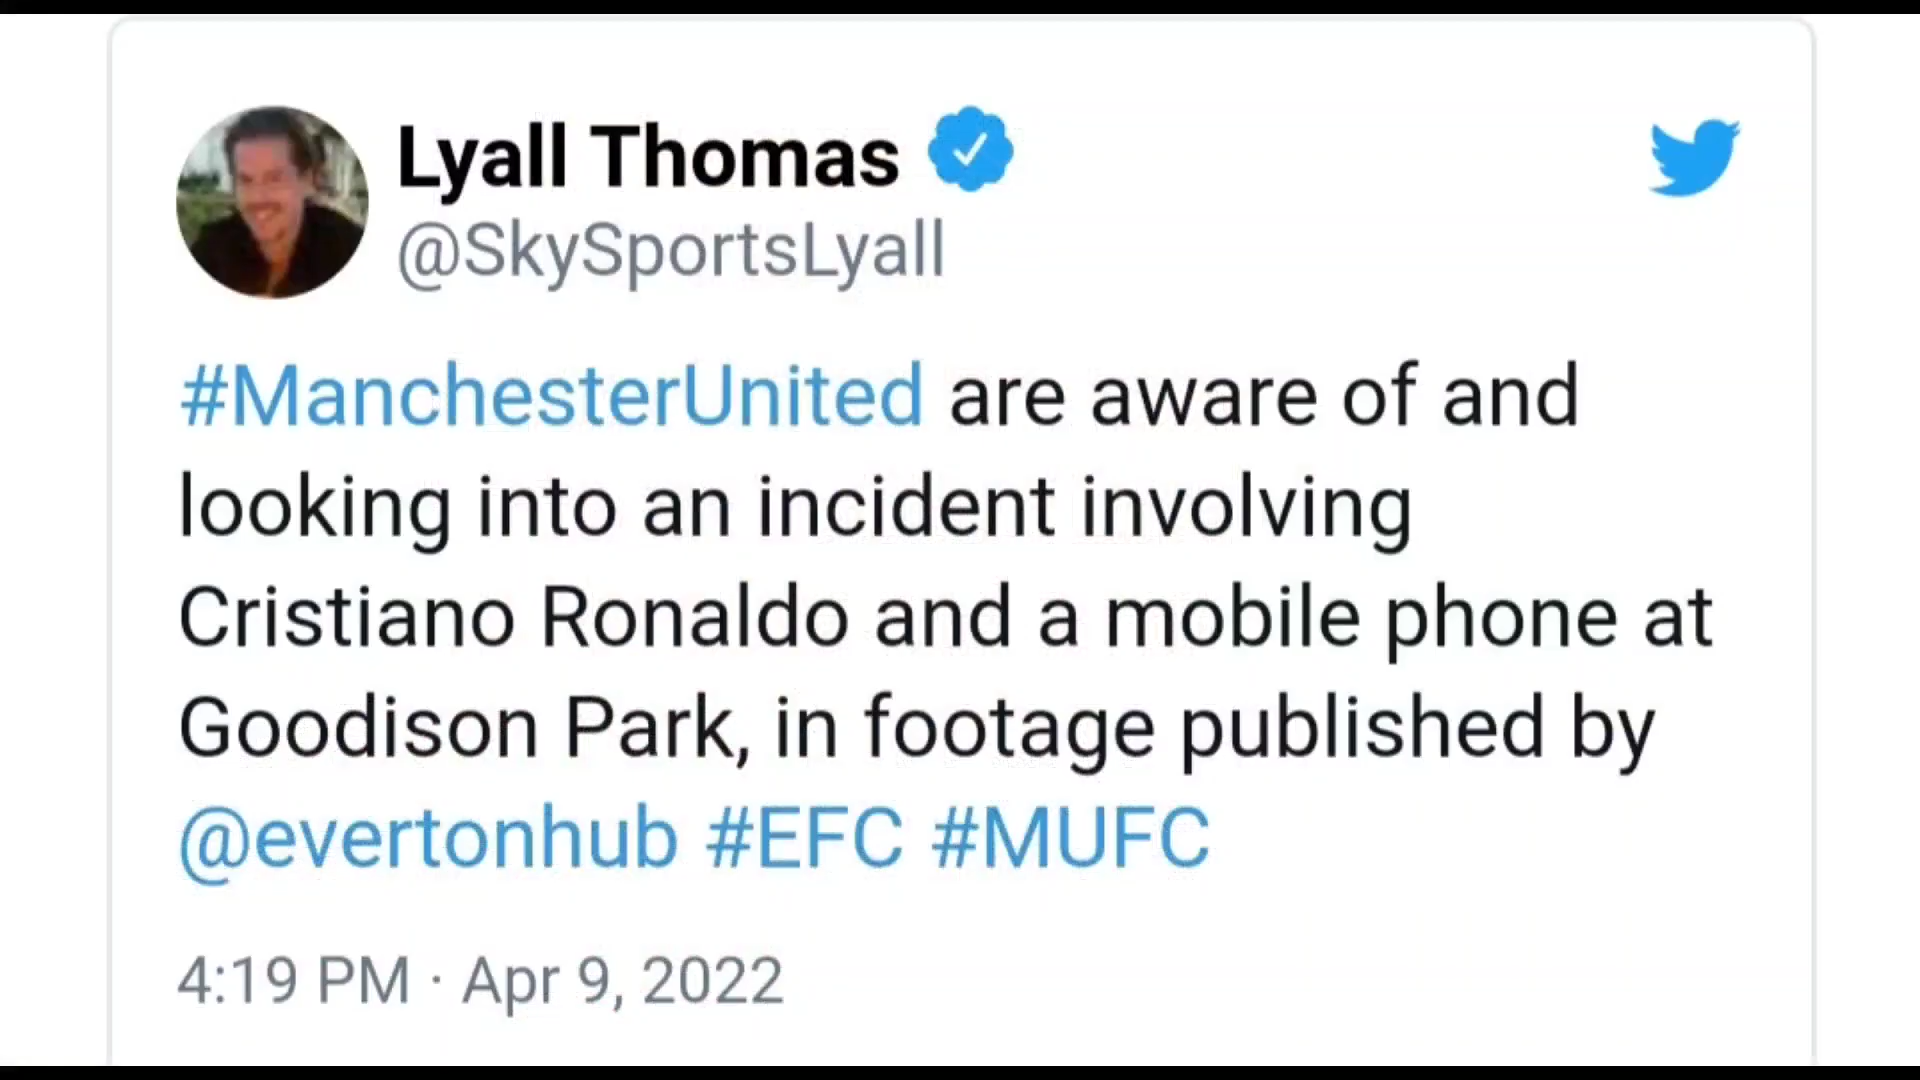 Lyall Thomas
@SkySportsLyall
#ManchesterUnited are aware of and
looking into an incident involving
Cristiano Ronaldo and a mobile phone at
Goodison Park, in footage published by
@evertonhub #EFC #MUFC
4:19 PM · Apr 9, 2022